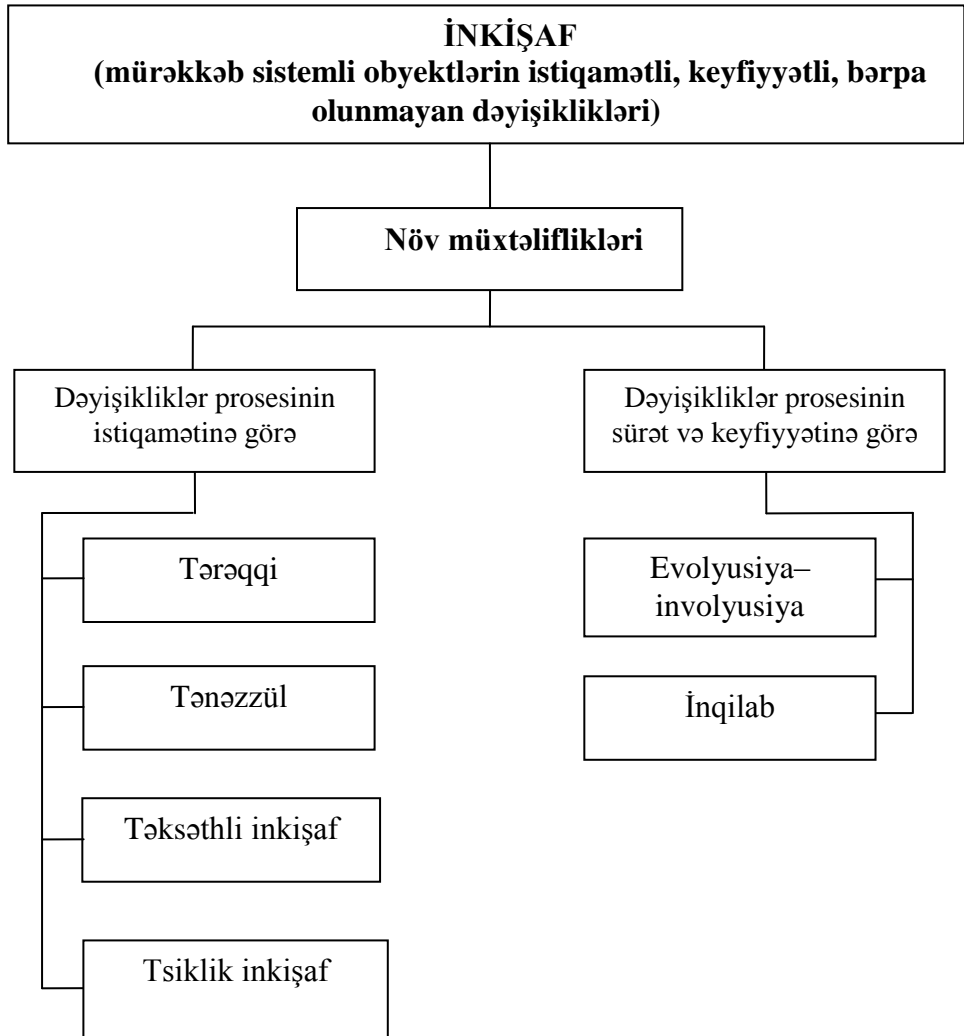 İNKİŞAF
(mürəkkəb sistemli obyektlərin istiqamətli, keyfiyyətli, bərpa
olunmayan dəyişiklikləri)
Növ müxtəliflikləri
Dəyişikliklər prosesinin
istiqamətinə görə
Tərəqqi
Tənəzzül
Təksəthli inkişaf
Tsiklik inkişaf
Dəyişikliklər prosesinin
sürət və keyfiyyətinə görə
Evolyusiya–
involyusiya
İnqilab